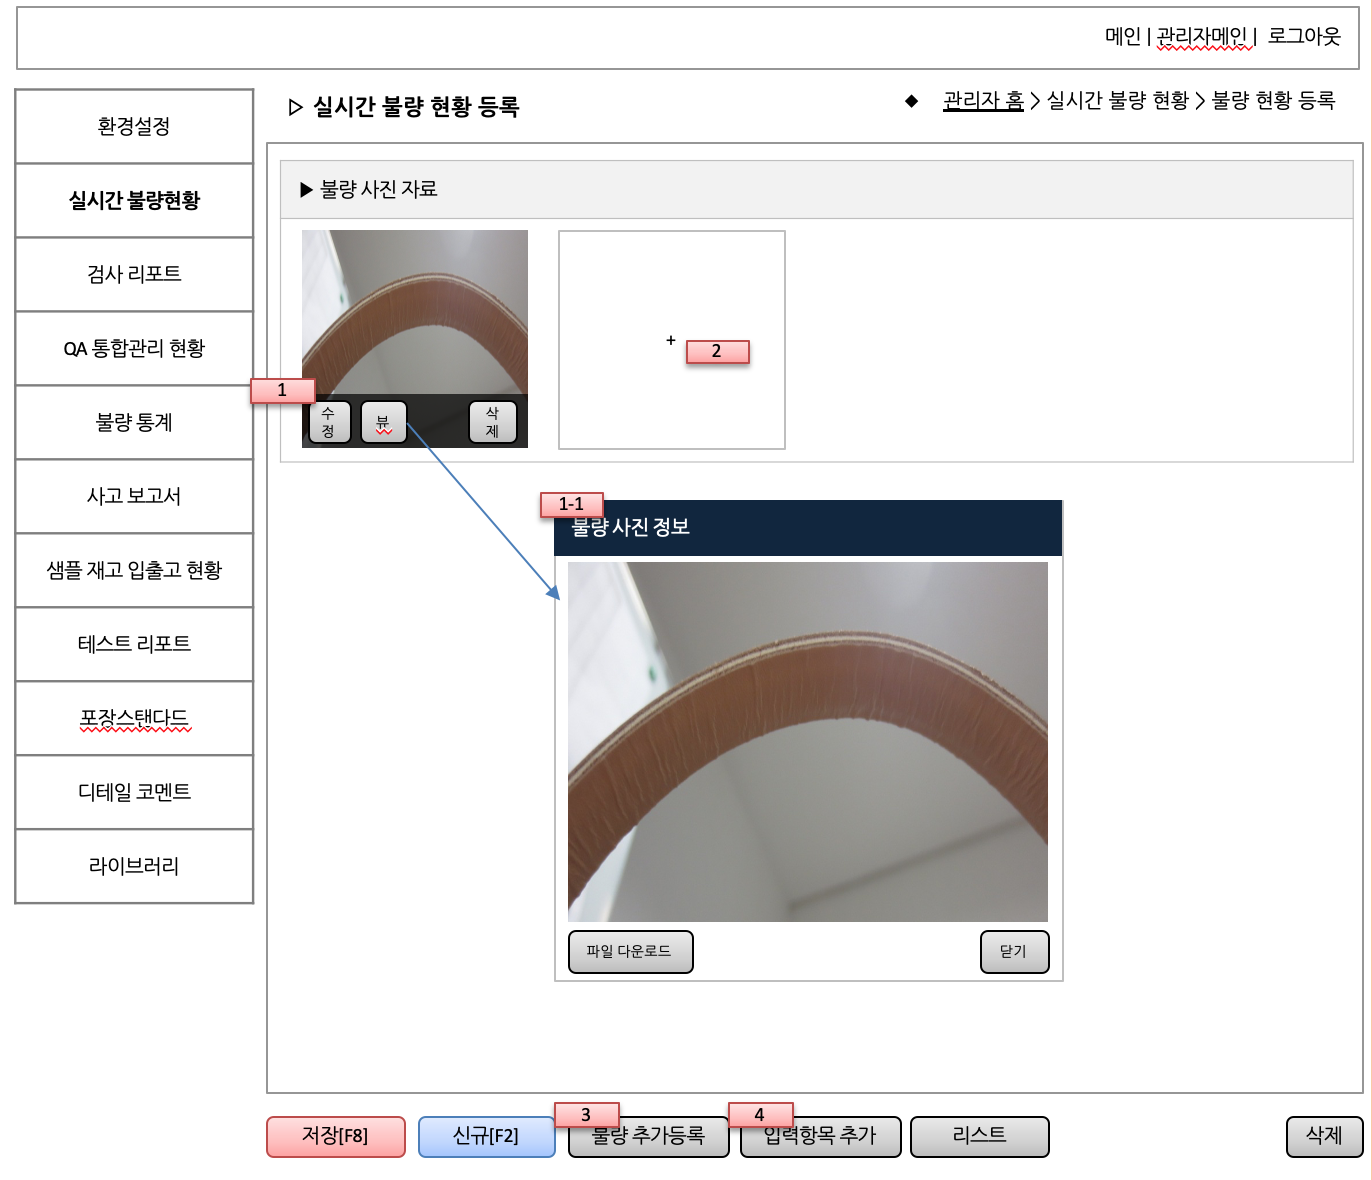 메인 | 관리자메인 | 로그아웃
환경설정
실시간 불량현황
검사 리포트
QA 통합관리 현황
불량 통계
사고 보고서
샘플 재고 입출고 현황
테스트 리포트
포장스탠다드
디테일 코멘트
라이브러리
▷ 실시간 불량 현황 등록
◆ 관리자 홈 > 실시간 불량 현황 > 불량 현황 등록
▶ 불량 사진 자료
+
2
1
수
정
뷰
삭
제
1-1
불량 사진 정보
파일 다운로드
닫기
3
4
저장[F8]
신규[F2]
불량 추가등록
입력항목 추가
리스트
삭제